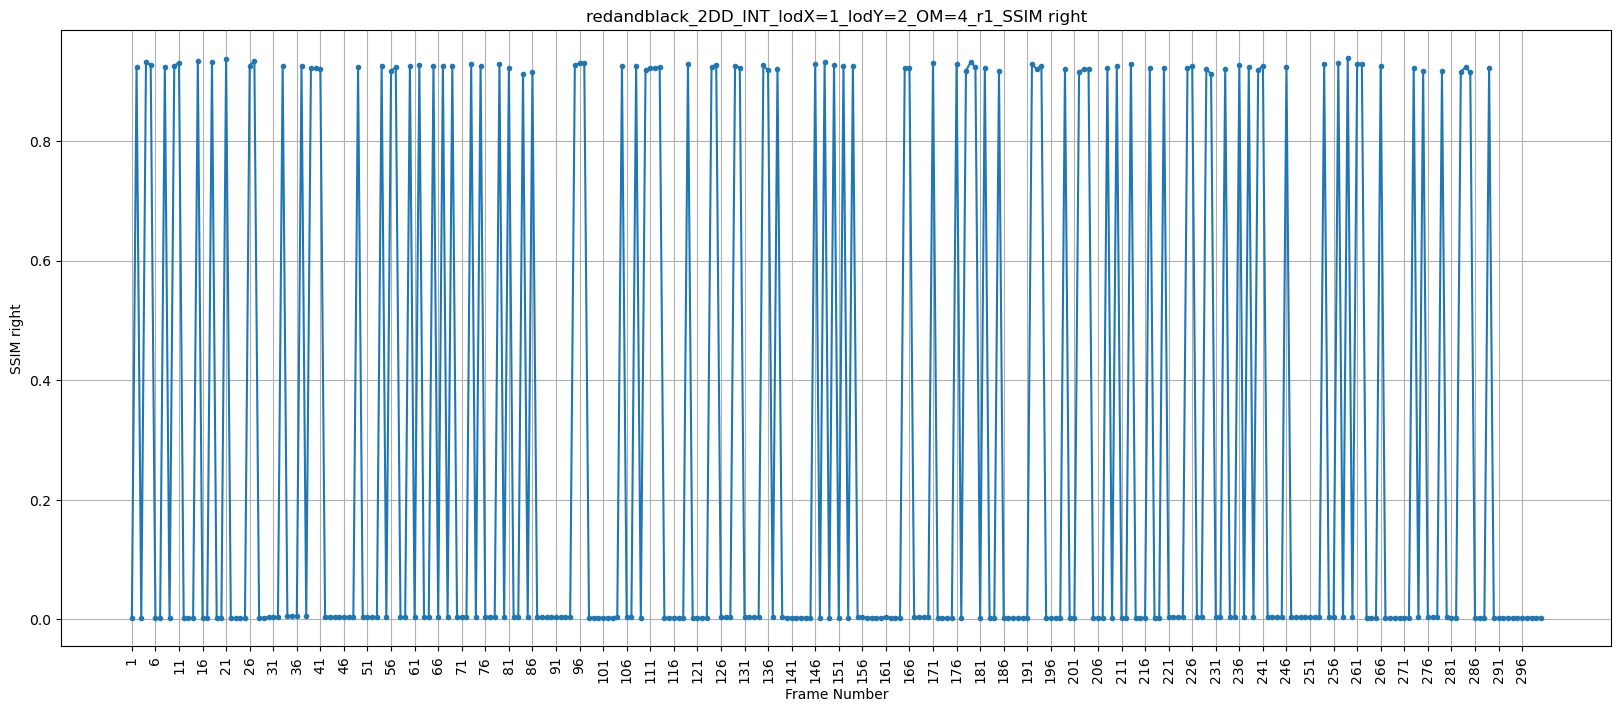 redandblack_2DD_INT_lodX=1_lodY=2_OM=4_r1_SSIM right
SSIM right
0.8
0.6
0.4
0.2
0.0
1 6 11 16 21 26 31 36 41 46 51 56 61 66 71 76 81 86 91 96 101 106 111 116 121 126 131 136 141 146 151 156 161 166 171 176 181 186 191 196 201 206 211 216 221 226 231 236 241 246 251 256 261 266 271 276 281 286 291 296
Frame Number